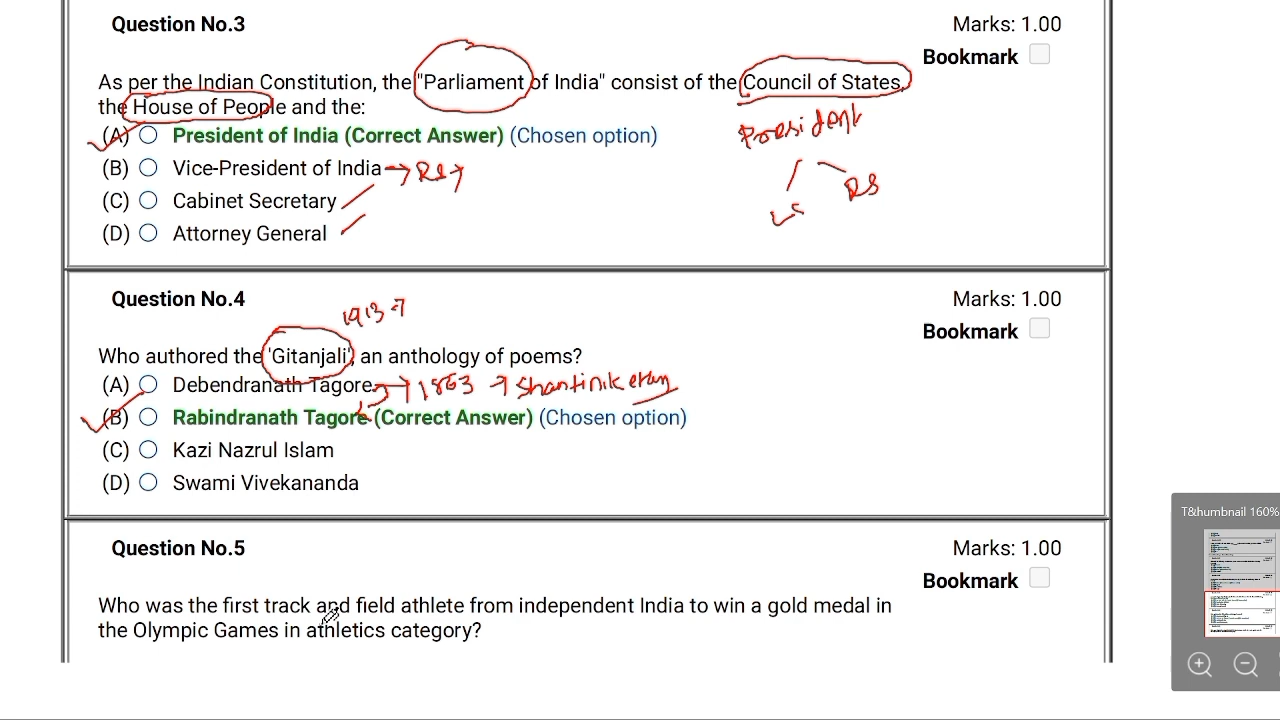 Question No.3 Marks: 1.00
Bookmark
As per the Indian Constitution, the "Parliament of India" consist of the Council of States,
the House of People and the:
(A) President of India (Correct Answer) (Chosen option)
President
(B) Vice-President of India → RS
RS
(C) Cabinet Secretary
LS
(D) Attorney General
Question No.4 Marks: 1.00
1913
Bookmark
Who authored the 'Gitanjali', an anthology of poems?
(A) Debendranath Tagore → 1863 → Shantiniketan
(B) Rabindranath Tagore (Correct Answer) (Chosen option)
(C) Kazi Nazrul Islam
(D) Swami Vivekananda
T&humbnail 160%
Question No.5 Marks: 1.00
Bookmark
Who was the first track and field athlete from Independent India to win a gold medal in
the Olympic Games in athletics category?